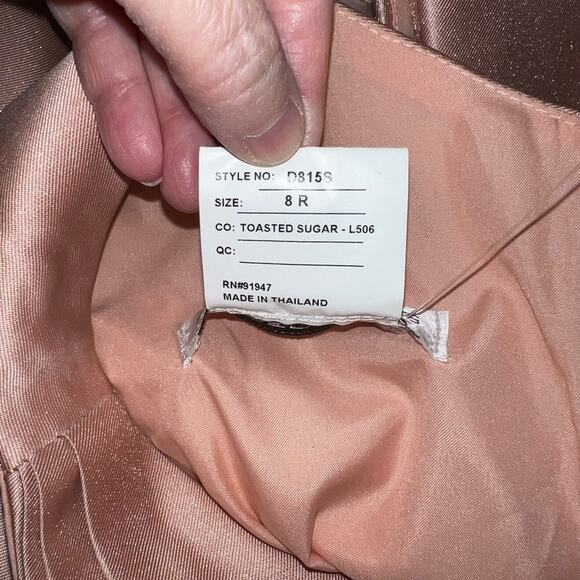 STYLE NO: D815S
SIZE: 8 R
CO: TOASTED SUGAR - L506
QC:
RN#91947
MADE IN THAILAND